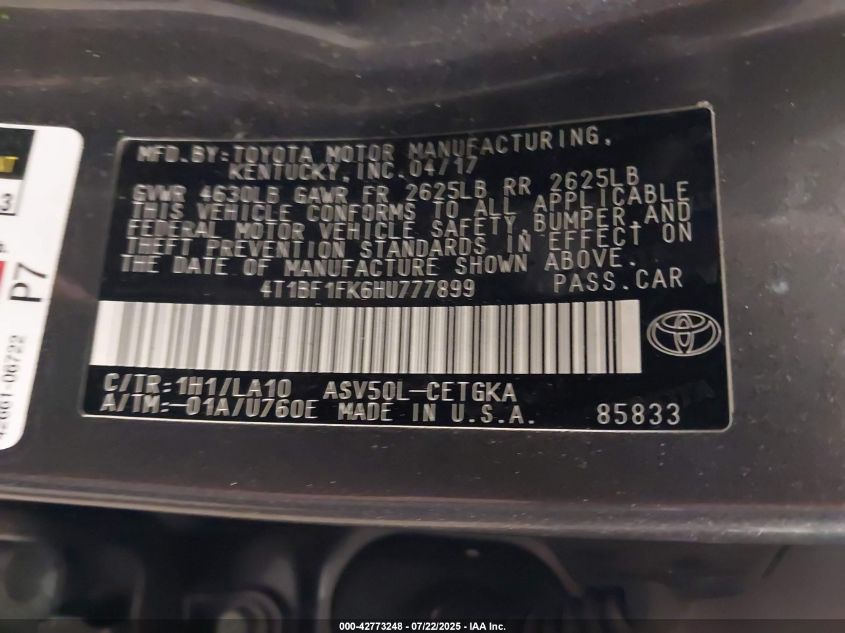 MFD.BY:TOYOTA MOTOR MANUFACTURING,
KENTUCKY, INC. 04/17
GVWR 4630LB GAWR FR 2625LB RR 2625LB
THIS VEHICLE CONFORMS TO ALL APPLICABLE
FEDERAL MOTOR VEHICLE SAFETY, BUMPER, AND
THEFT PREVENTION STANDARDS IN EFFECT ON
THE DATE OF MANUFACTURE SHOWN ABOVE.
4T1BF1FK6HU777899 PASS.CAR
C/TR:1H1/LA10 ASV50L-CETGKA
A/TM:-01A/U760E MADE IN U.S.A. 85833
P7
000-42773248 - 07/22/2025 - IAA Inc.